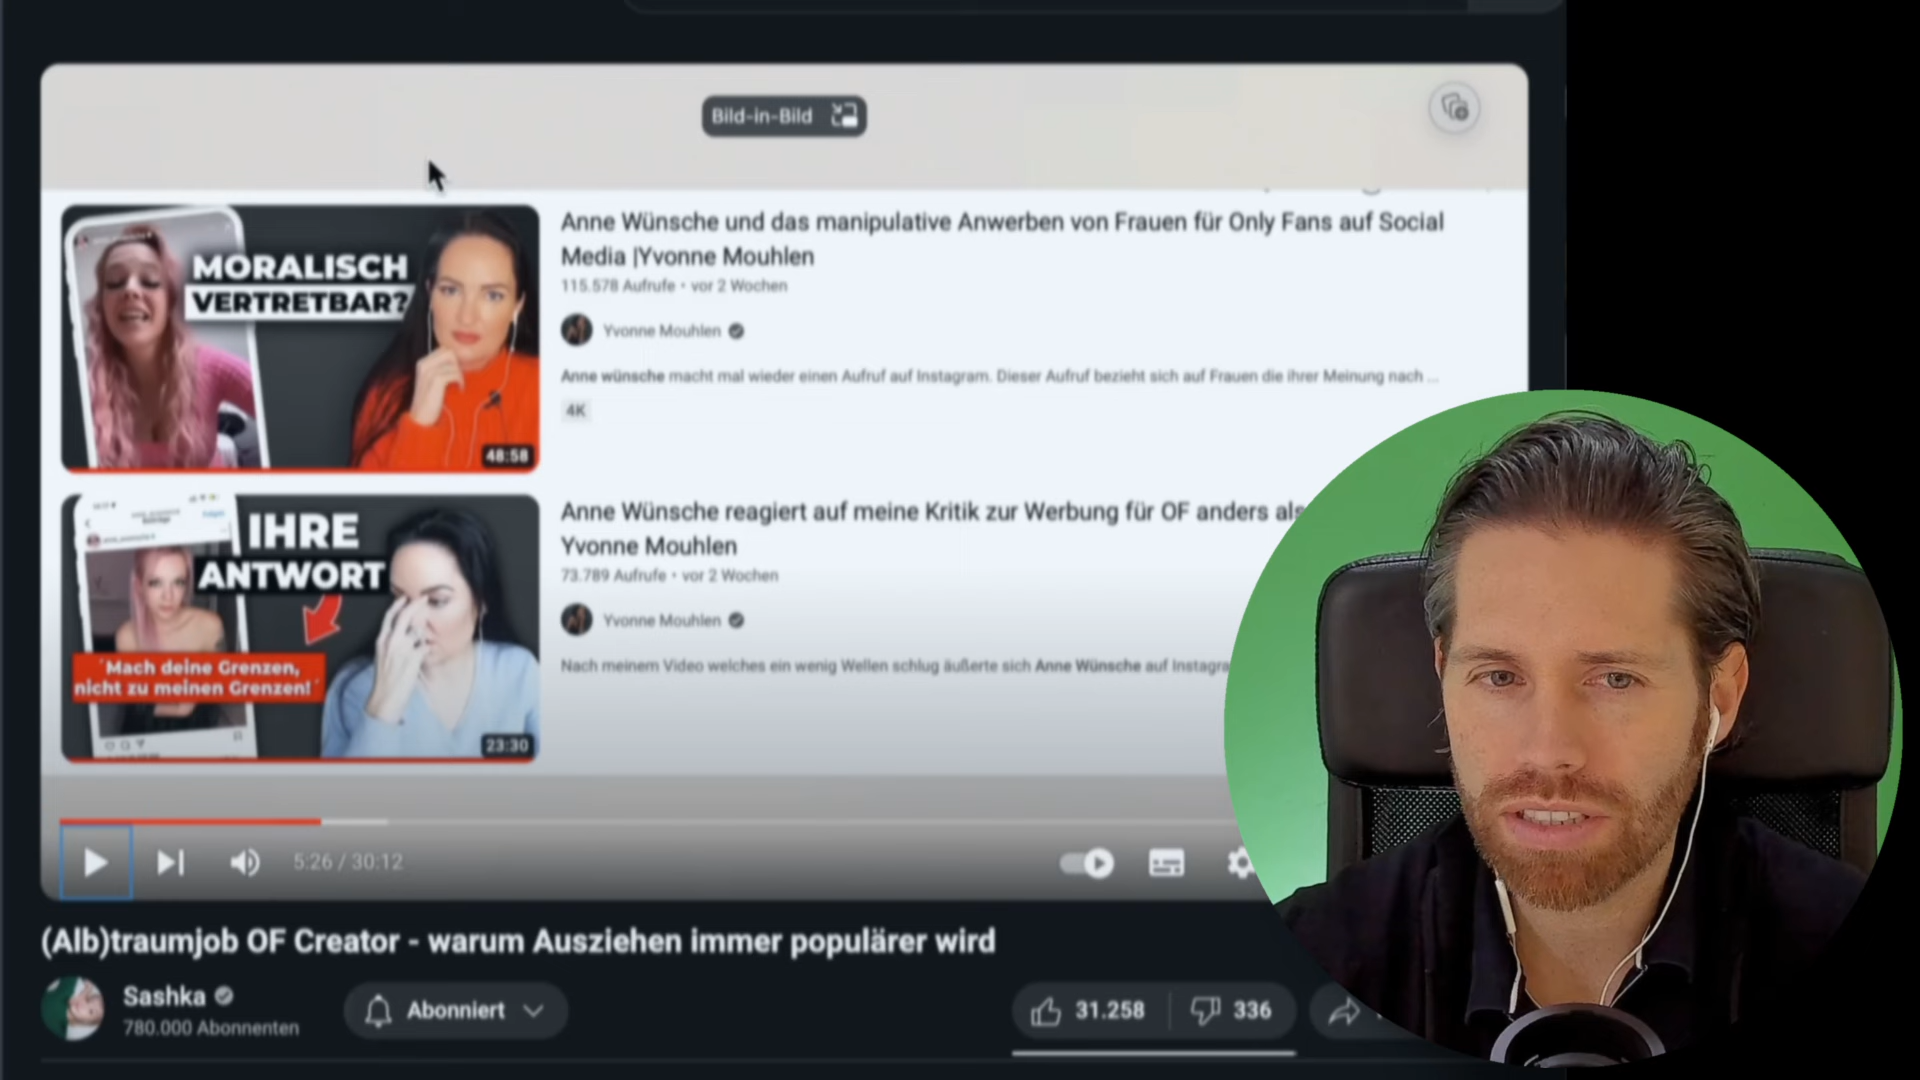 Bild-in-Bild
MORALISCH
VERTRETBAR?
48:58
Anne Wünsche und das manipulative Anwerben von Frauen für Only Fans auf Social
Media |Yvonne Mouhlen
115.578 Aufrufe • vor 2 Wochen
Yvonne Mouhlen
Anne wünsche macht mal wieder einen Aufruf auf Instagram. Dieser Aufruf bezieht sich auf Frauen die ihrer Meinung nach ...
4K
IHRE
ANTWORT
'Mach deine Grenzen,
nicht zu meinen Grenzen!'
23:30
Anne Wünsche reagiert auf meine Kritik zur Werbung für OF anders als
Yvonne Mouhlen
73.789 Aufrufe • vor 2 Wochen
Yvonne Mouhlen
Nach meinem Video welches ein wenig Wellen schlug äußerte sich Anne Wünsche auf Instagra
5:26 / 30:12
(Alb)traumjob OF Creator - warum Ausziehen immer populärer wird
Sashka
780.000 Abonnenten
Abonniert
31.258
336